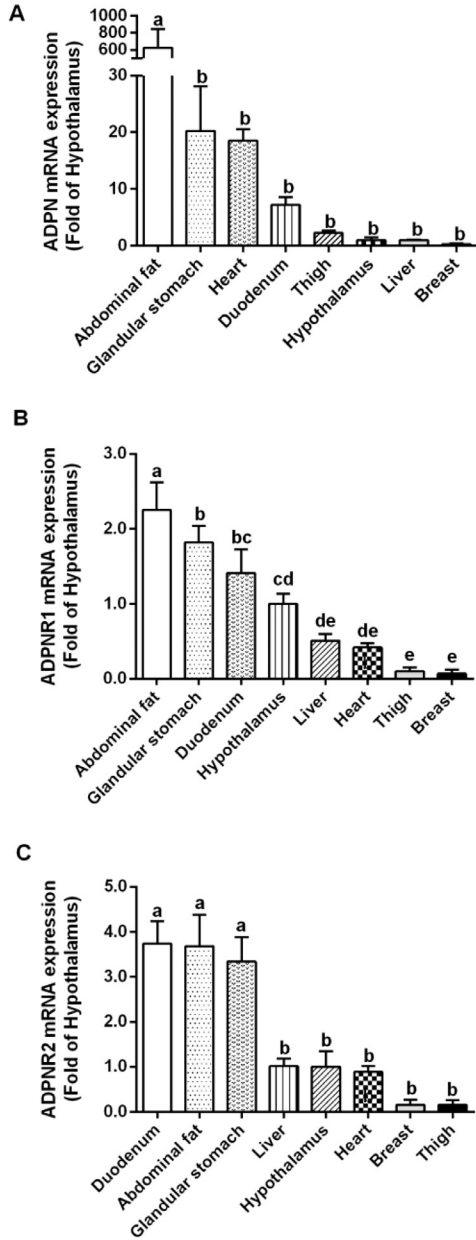 A
ADPN mRNA expression
(Fold of Hypothalamus)
1000
800
600
30
20
10
0
a
b
b
b
b
b
b
b
Abdominal fat
Glandular stomach
Heart
Duodenum
Thigh
Hypothalamus
Liver
Breast
B
ADPNR1 mRNA expression
(Fold of Hypothalamus)
3.0
2.0
1.0
0.0
a
b
bc
cd
de
de
e
e
Abdominal fat
Glandular stomach
Duodenum
Hypothalamus
Liver
Heart
Thigh
Breast
C
ADPNR2 mRNA expression
(Fold of Hypothalamus)
5.0
4.0
3.0
2.0
1.0
0.0
a
a
a
b
b
b
b
b
Duodenum
Abdominal fat
Glandular stomach
Liver
Hypothalamus
Heart
Breast
Thigh